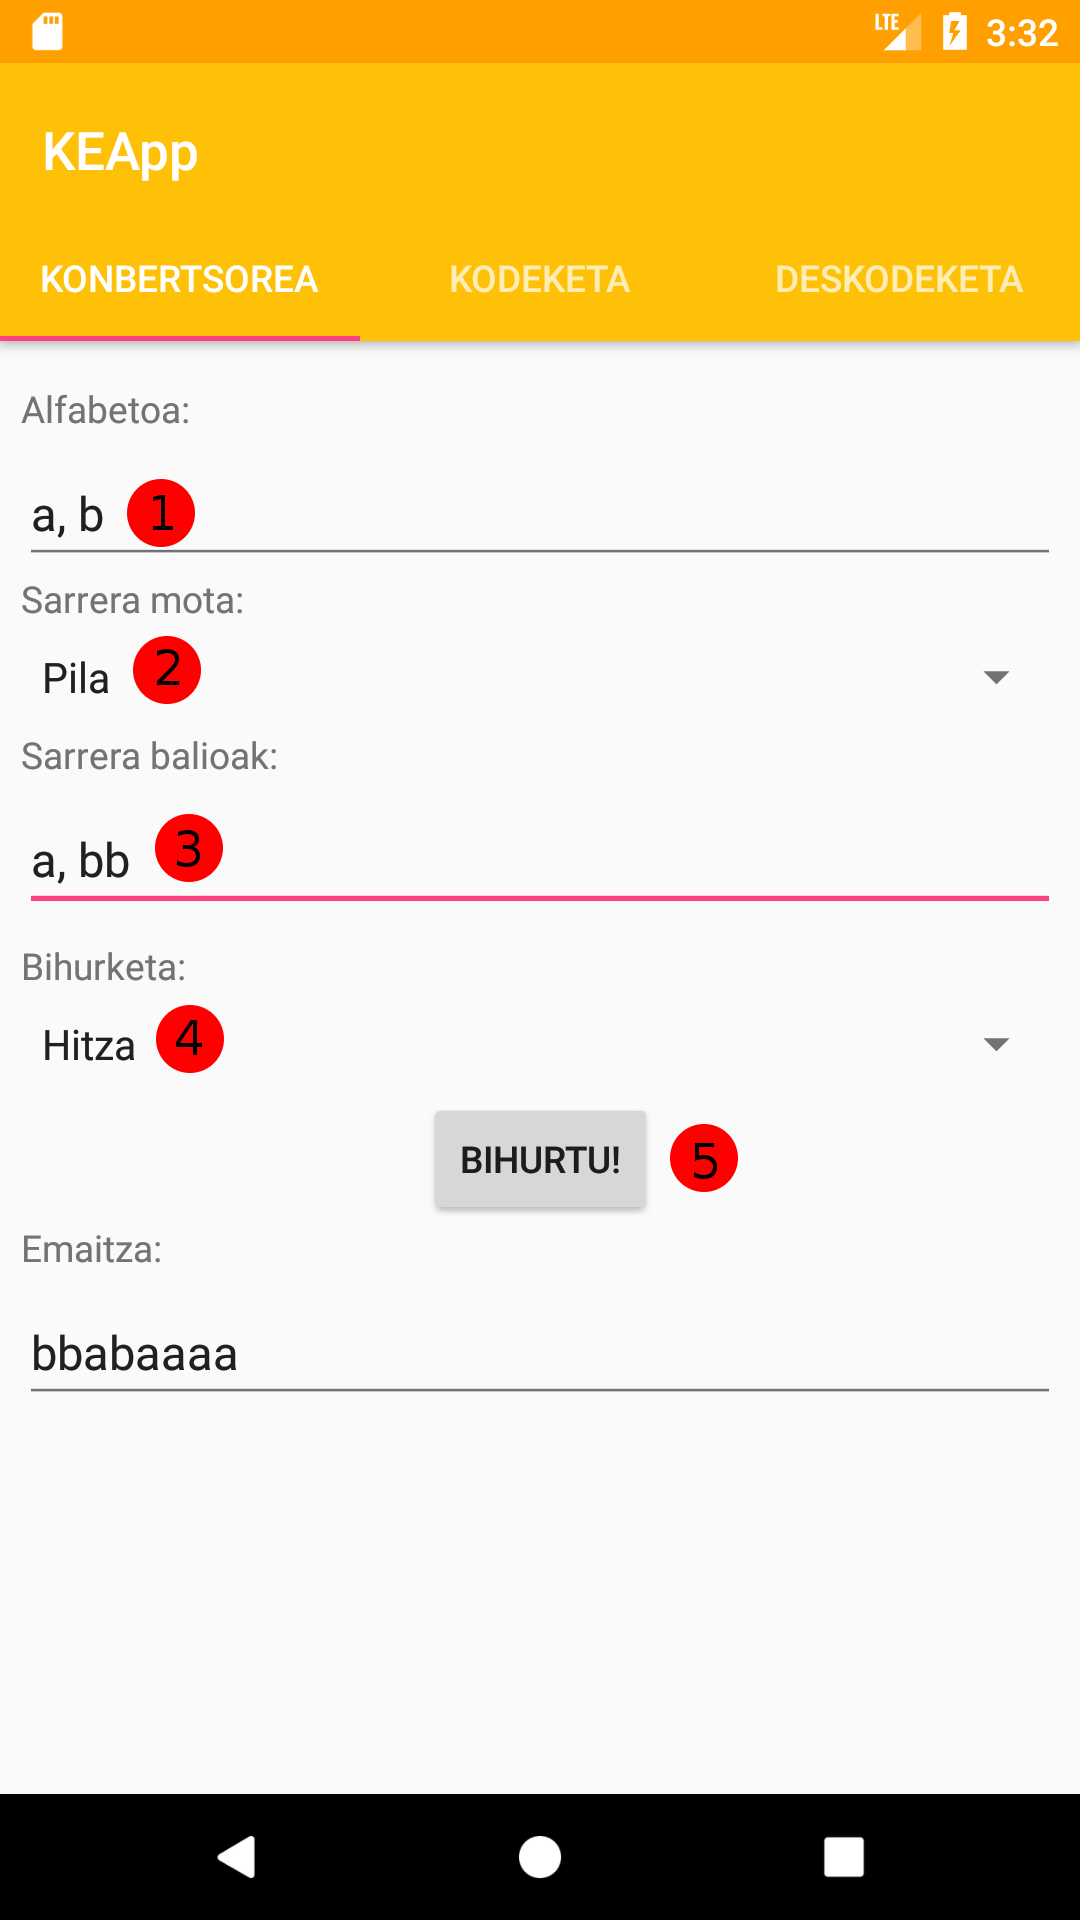 LTE 3:32
KEApp
KONBERTSOREA KODEKETA DESKODEKETA
Alfabetoa:
a, b 1
Sarrera mota:
Pila 2
Sarrera balioak:
a, bb 3
Bihurketa:
Hitza 4
BIHURTU! 5
Emaitza:
bbabaaaa